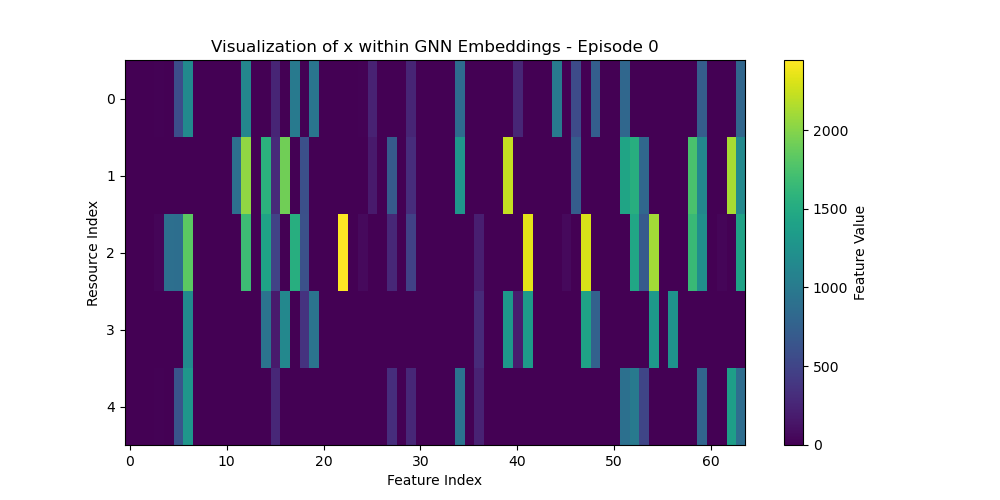 Visualization of x within GNN Embeddings - Episode 0
Resource Index
0
1
2
3
4
0 10 20 30 40 50 60
Feature Index
2000
1500
1000
500
0
Feature Value